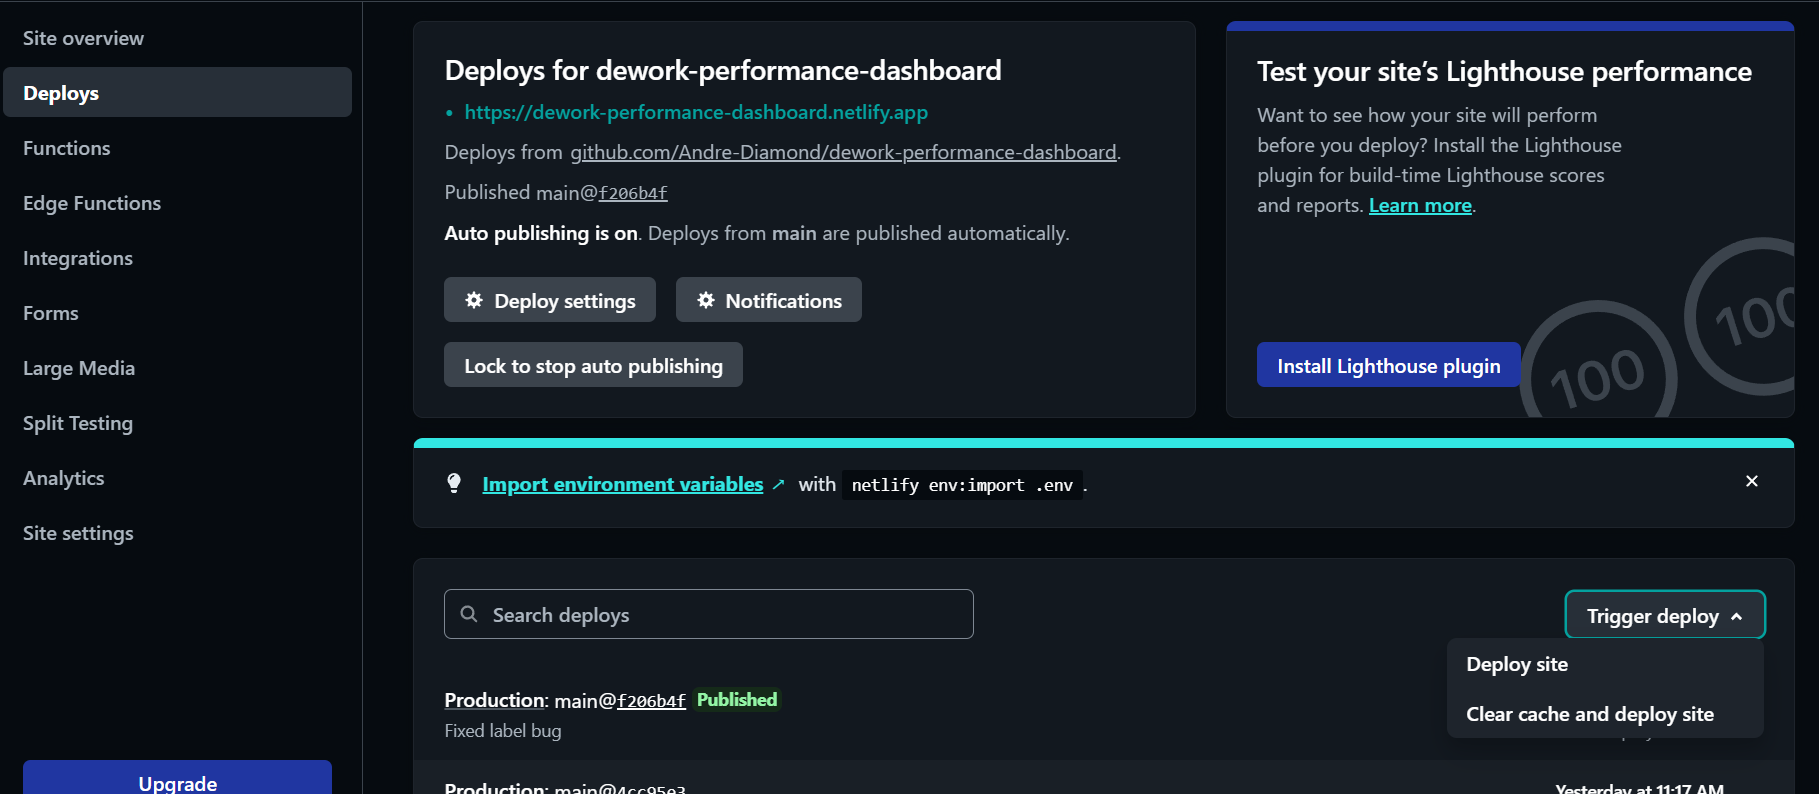 Site overview
Deploys
Functions
Edge Functions
Integrations
Forms
Large Media
Split Testing
Analytics
Site settings
Upgrade
Deploys for dework-performance-dashboard
• https://dework-performance-dashboard.netlify.app
Deploys from github.com/Andre-Diamond/dework-performance-dashboard.
Published main@f206b4f
Auto publishing is on. Deploys from main are published automatically.
Deploy settings
Notifications
Lock to stop auto publishing
Test your site’s Lighthouse performance
Want to see how your site will perform
before you deploy? Install the Lighthouse
plugin for build-time Lighthouse scores
and reports. Learn more.
Install Lighthouse plugin
100
100
Import environment variables ↗ with netlify env:import .env .
Search deploys
Trigger deploy
Deploy site
Clear cache and deploy site
Production: main@f206b4f Published
Fixed label bug
Production: main@4cc95e3
Yesterday at 11:17 AM